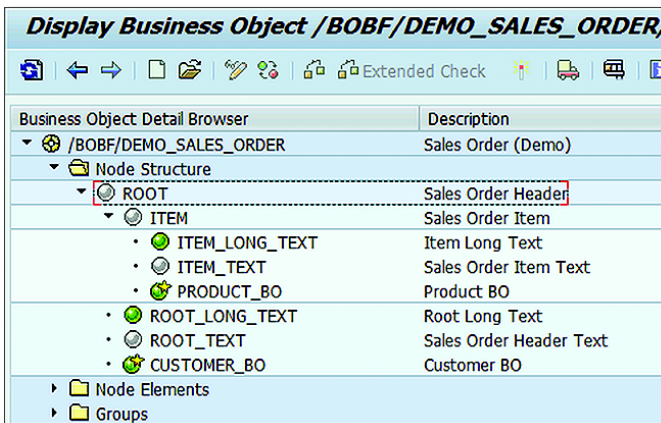 Display Business Object /BOBF/DEMO_SALES_ORDER,
Extended Check
Business Object Detail Browser Description
/BOBF/DEMO_SALES_ORDER Sales Order (Demo)
Node Structure
ROOT Sales Order Header
ITEM Sales Order Item
ITEM_LONG_TEXT Item Long Text
ITEM_TEXT Sales Order Item Text
PRODUCT_BO Product BO
ROOT_LONG_TEXT Root Long Text
ROOT_TEXT Sales Order Header Text
CUSTOMER_BO Customer BO
Node Elements
Groups